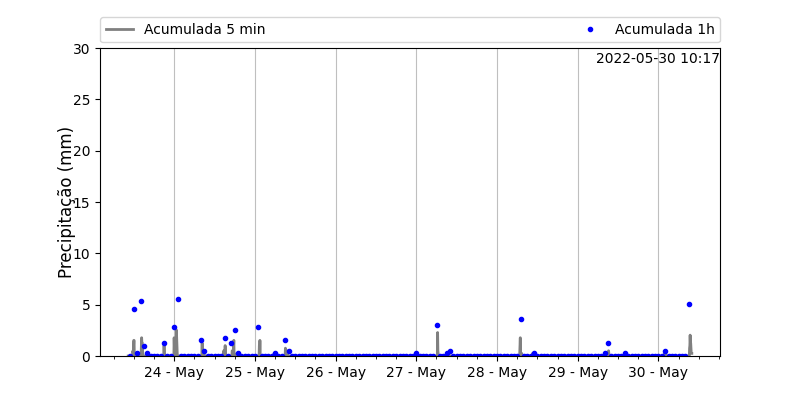 Acumulada 5 min
Acumulada 1h
2022-05-30 10:17
Precipitação (mm)
30
25
20
15
10
5
0
24 - May
25 - May
26 - May
27 - May
28 - May
29 - May
30 - May